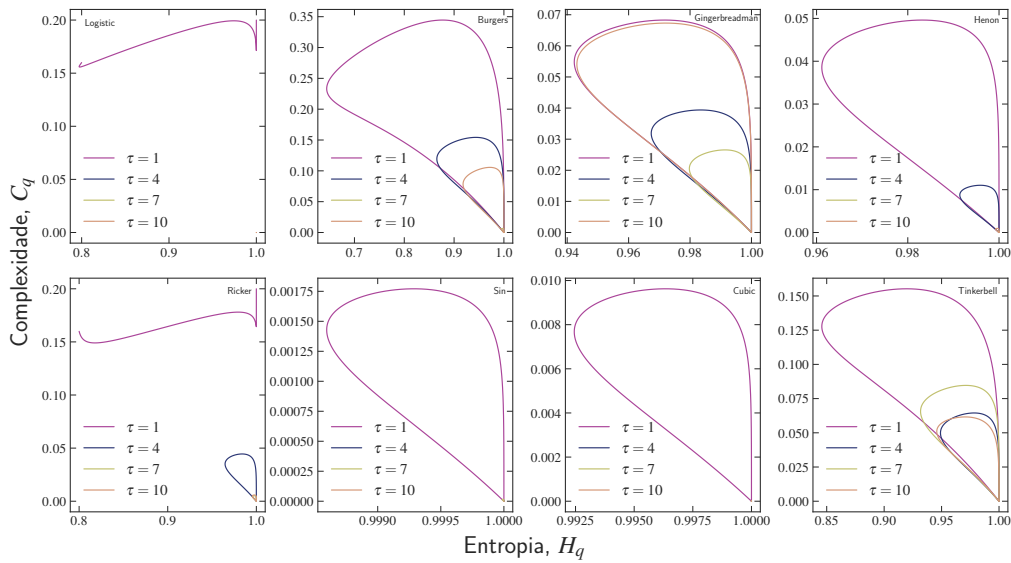 Complexidade, C_q
Logistic
0.20
0.15
0.10
0.05
0.00
τ = 1
τ = 4
τ = 7
τ = 10
0.8
0.9
1.0
Burgers
0.35
0.30
0.25
0.20
0.15
0.10
0.05
0.00
τ = 1
τ = 4
τ = 7
τ = 10
0.7
0.8
0.9
1.0
Gingerbreadman
0.07
0.06
0.05
0.04
0.03
0.02
0.01
0.00
τ = 1
τ = 4
τ = 7
τ = 10
0.94
0.96
0.98
1.00
Henon
0.05
0.04
0.03
0.02
0.01
0.00
τ = 1
τ = 4
τ = 7
τ = 10
0.96
0.98
1.00
Ricker
0.20
0.15
0.10
0.05
0.00
τ = 1
τ = 4
τ = 7
τ = 10
0.8
0.9
1.0
Sin
0.00175
0.00150
0.00125
0.00100
0.00075
0.00050
0.00025
0.00000
τ = 1
τ = 4
τ = 7
τ = 10
0.9990
0.9995
1.0000
Cubic
0.010
0.008
0.006
0.004
0.002
0.000
τ = 1
τ = 4
τ = 7
τ = 10
0.9925
0.9950
0.9975
1.0000
Tinkerbell
0.150
0.125
0.100
0.075
0.050
0.025
0.000
τ = 1
τ = 4
τ = 7
τ = 10
0.85
0.90
0.95
1.00
Entropia, H_q